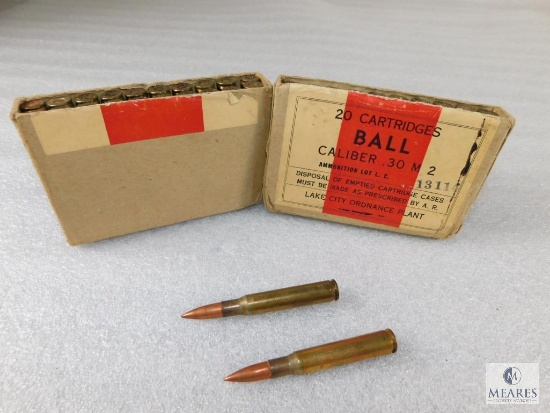 20 CARTRIDGES
BALL
CALIBER .30 M 2
AMMUNITION LOT L. C. 1311
DISPOSAL OF EMPTIED CARTRIDGE CASES
MUST BE MADE AS PRESCRIBED BY A. R.
LAKE CITY ORDNANCE PLANT
M
MEARES